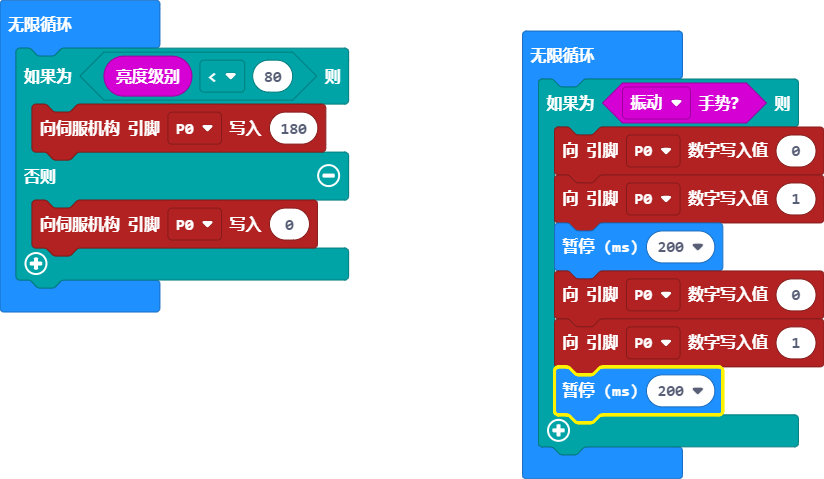 无限循环
如果为 亮度级别 < 80 则
向伺服机构 引脚 P0 写入 180
否则
向伺服机构 引脚 P0 写入 0
无限循环
如果为 振动 手势? 则
向 引脚 P0 数字写入值 0
向 引脚 P0 数字写入值 1
暂停 (ms) 200
向 引脚 P0 数字写入值 0
向 引脚 P0 数字写入值 1
暂停 (ms) 200